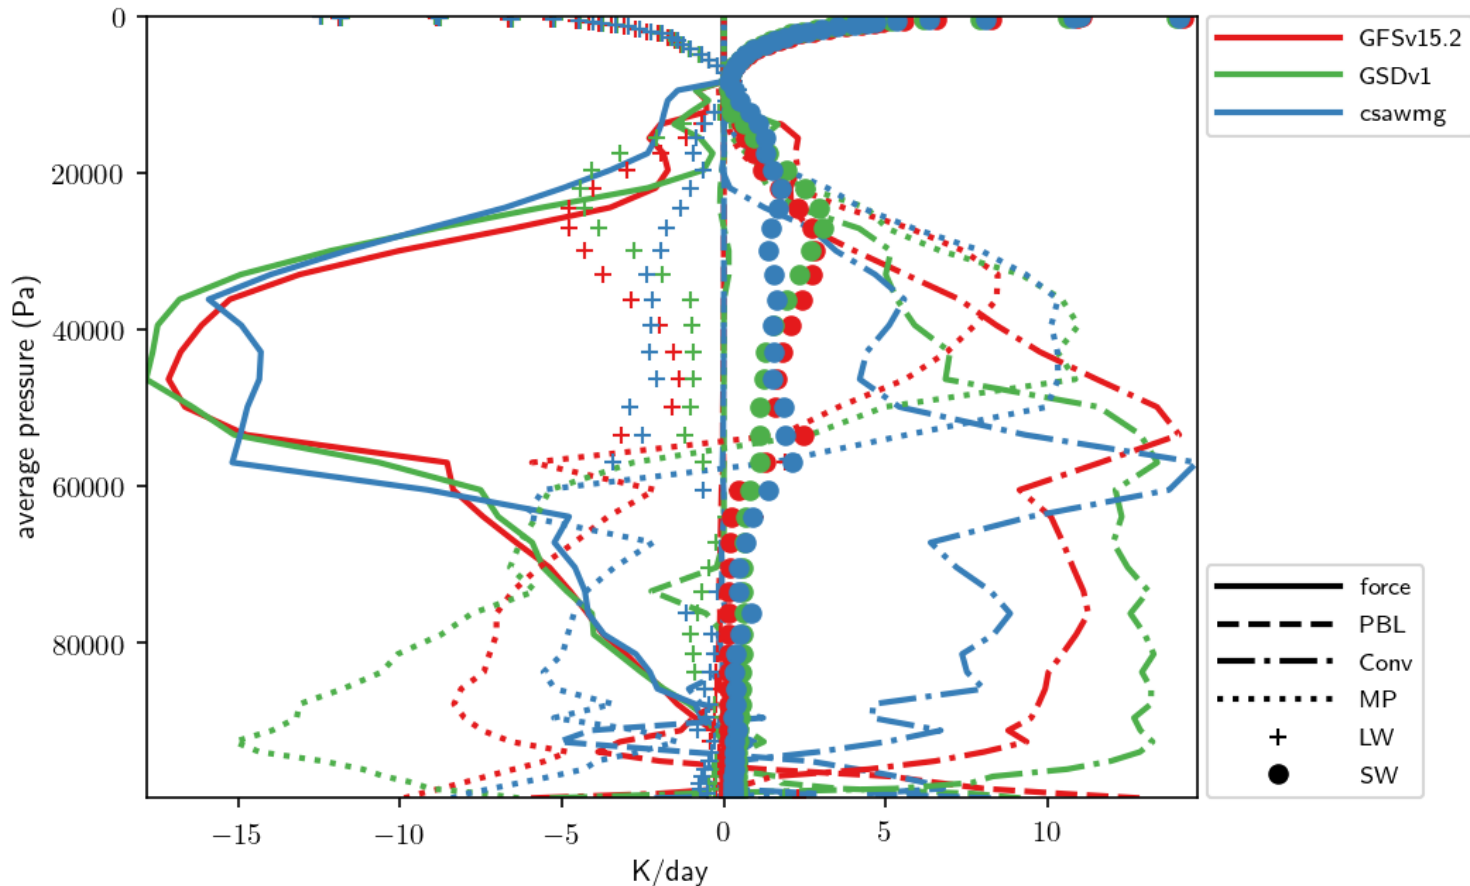 0
20000
40000
60000
80000
average pressure (Pa)
−15
−10
−5
0
5
10
K/day
GFSv15.2
GSDv1
csawmg
force
PBL
Conv
MP
LW
SW